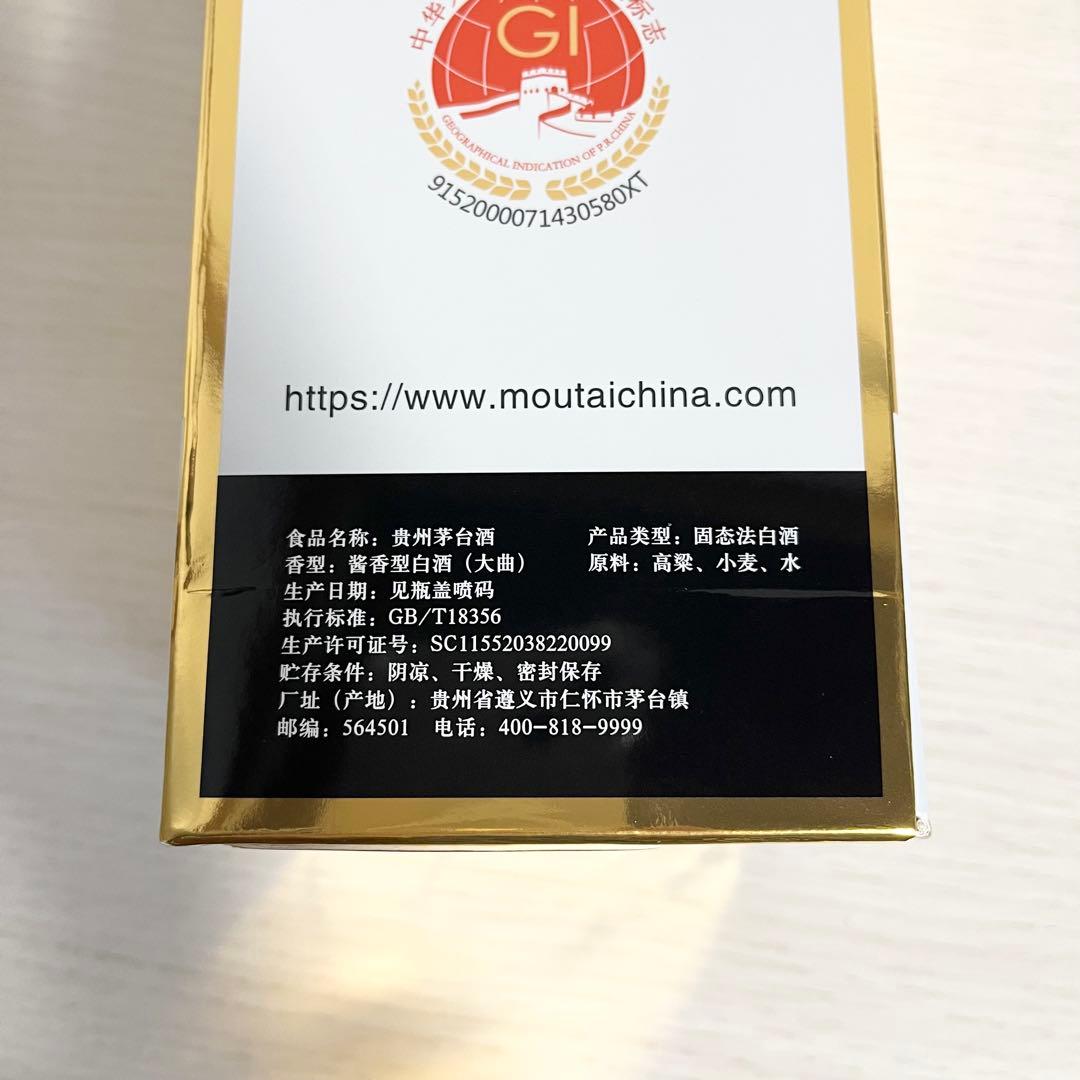 中华
标志
GI
GEOGRAPHICAL INDICATION OF P.R.CHINA
9152000071430580XT
https://www.moutaichina.com
食品名称：贵州茅台酒 产品类型：固态法白酒
香型：酱香型白酒（大曲） 原料：高粱、小麦、水
生产日期：见瓶盖喷码
执行标准：GB/T18356
生产许可证号：SC11552038220099
贮存条件：阴凉、干燥、密封保存
厂址（产地）：贵州省遵义市仁怀市茅台镇
邮编：564501 电话：400-818-9999